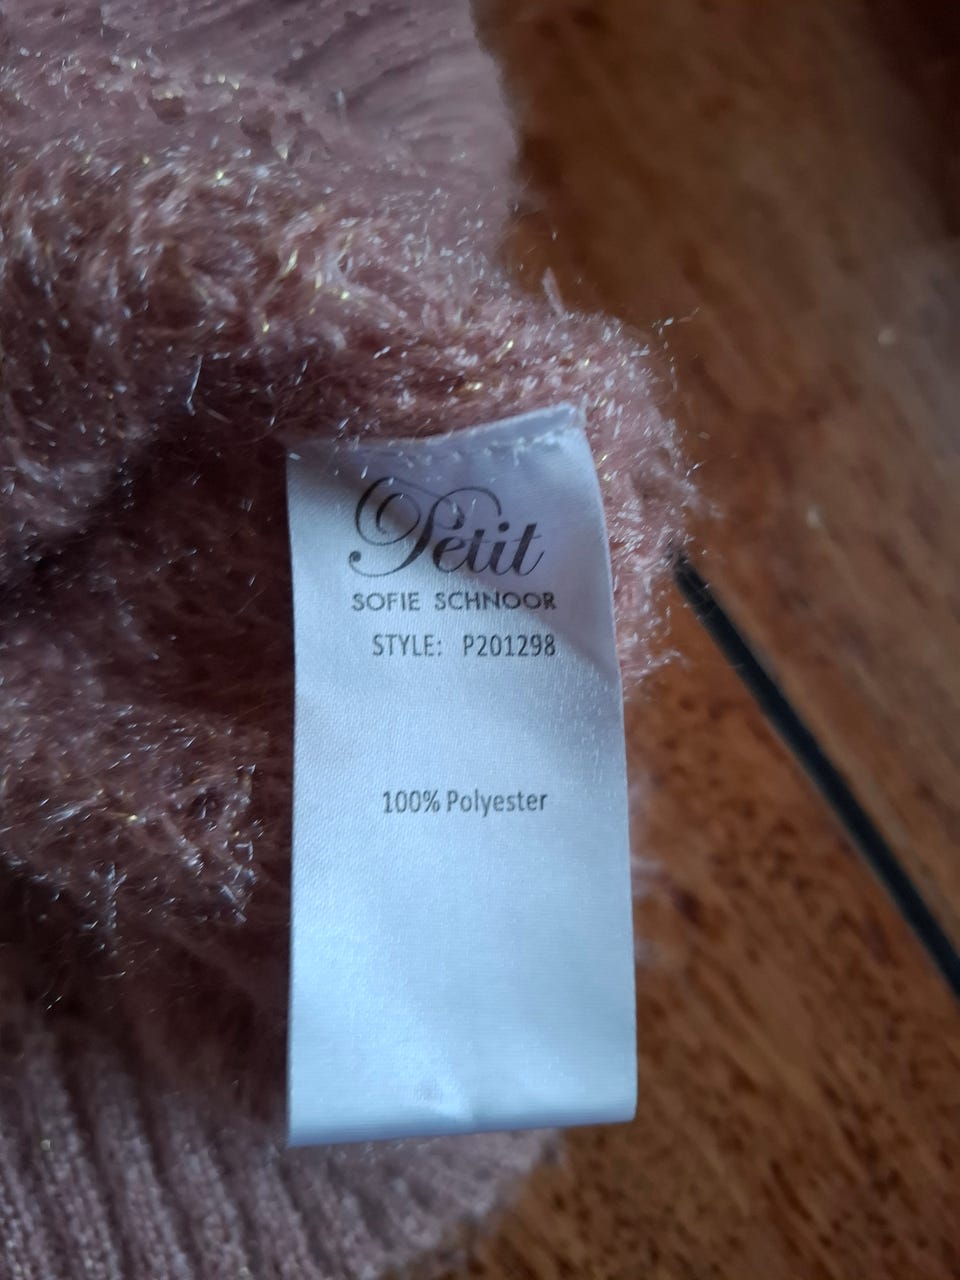 Petit
SOFIE SCHNOOR
STYLE: P201298
100% Polyester